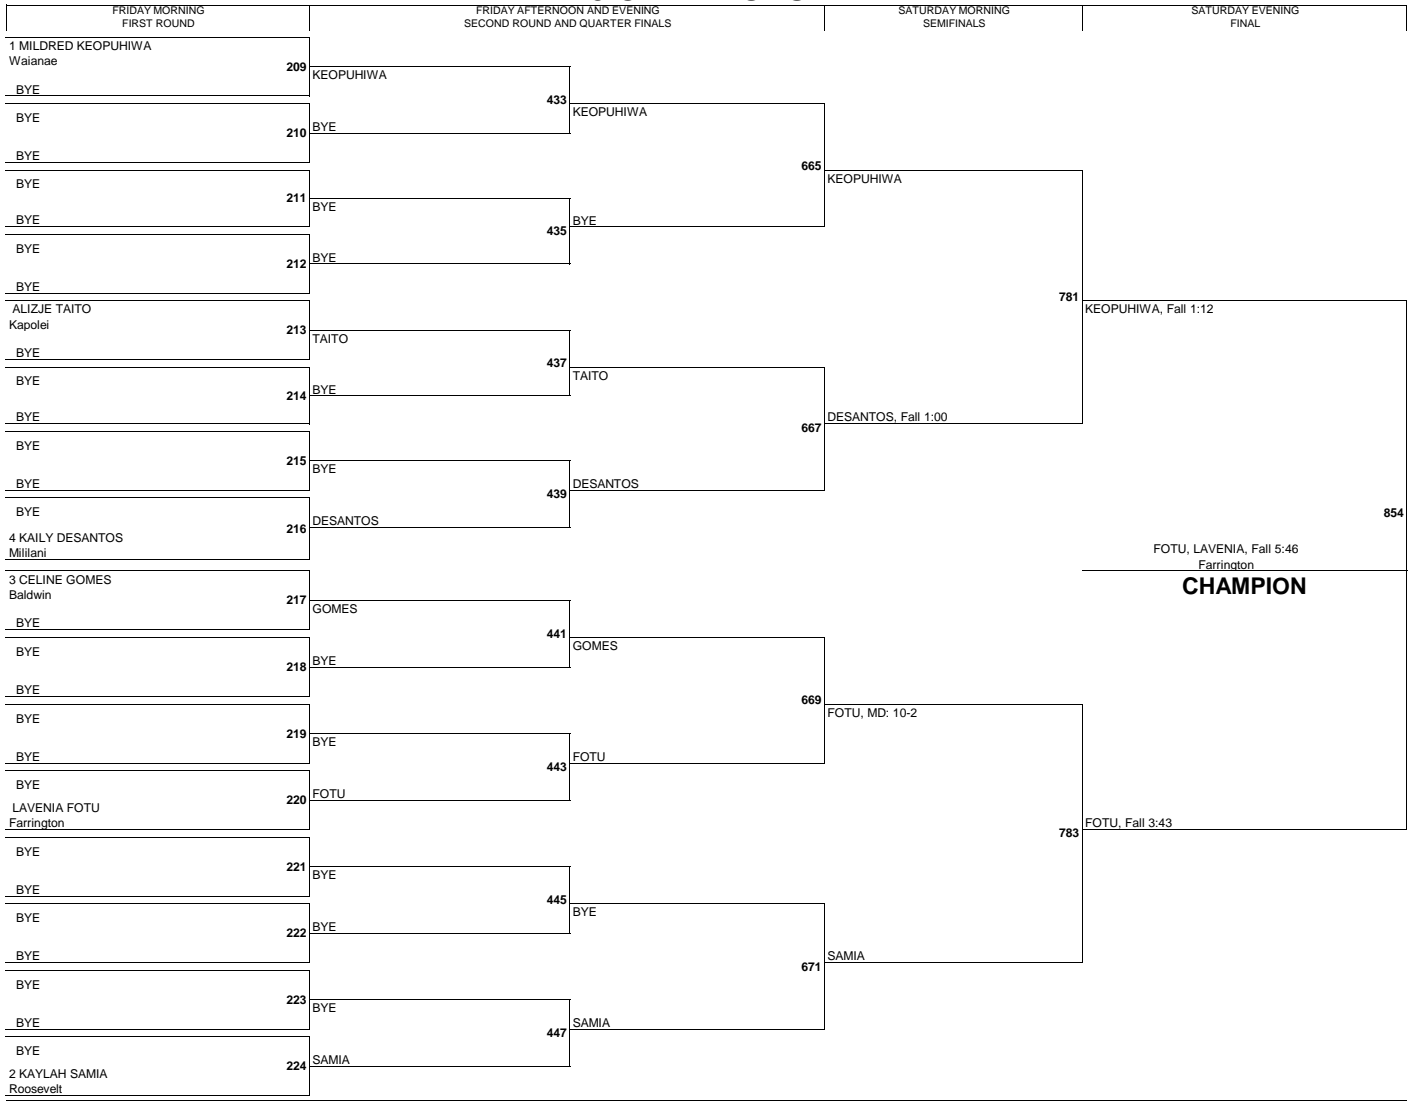 FRIDAY MORNING
FIRST ROUND
FRIDAY AFTERNOON AND EVENING
SECOND ROUND AND QUARTER FINALS
SATURDAY MORNING
SEMIFINALS
SATURDAY EVENING
FINAL
1 MILDRED KEOPUHIWA
Waianae
209
BYE
BYE
210
BYE
BYE
211
BYE
BYE
212
BYE
ALIZJE TAITO
Kapolei
213
BYE
BYE
214
BYE
BYE
215
BYE
BYE
216
4 KAILY DESANTOS
Mililani
3 CELINE GOMES
Baldwin
217
BYE
BYE
218
BYE
BYE
219
BYE
BYE
220
LAVENIA FOTU
Farrington
BYE
221
BYE
BYE
222
BYE
BYE
223
BYE
BYE
224
2 KAYLAH SAMIA
Roosevelt
KEOPUHIWA
433
BYE
BYE
435
BYE
TAITO
437
BYE
BYE
439
DESANTOS
GOMES
441
BYE
BYE
443
FOTU
BYE
445
BYE
BYE
447
SAMIA
KEOPUHIWA
665
BYE
TAITO
667
DESANTOS
GOMES
669
FOTU
BYE
671
SAMIA
KEOPUHIWA
781
DESANTOS, Fall 1:00
FOTU, MD: 10-2
783
SAMIA
KEOPUHIWA, Fall 1:12
854
FOTU, LAVENIA, Fall 5:46
Farrington
CHAMPION
FOTU, Fall 3:43